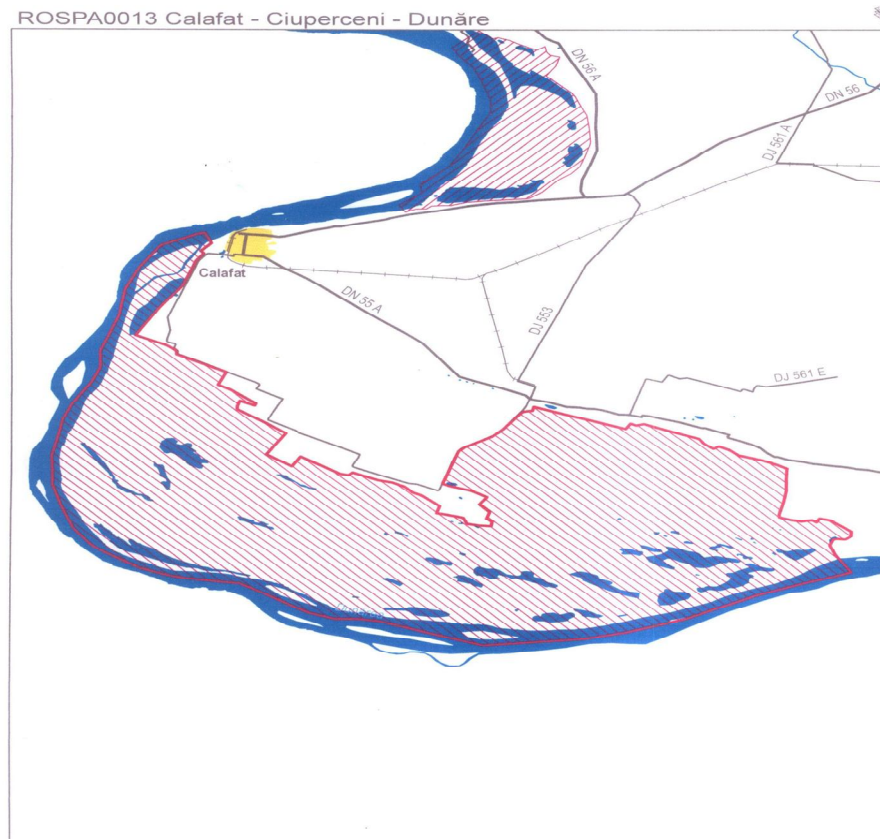 ROSPA0013 Calafat - Ciuperceni - Dunăre
DN 56 A
DN 56
DJ 561 A
Calafat
DN 55 A
DJ 553
DJ 561 E